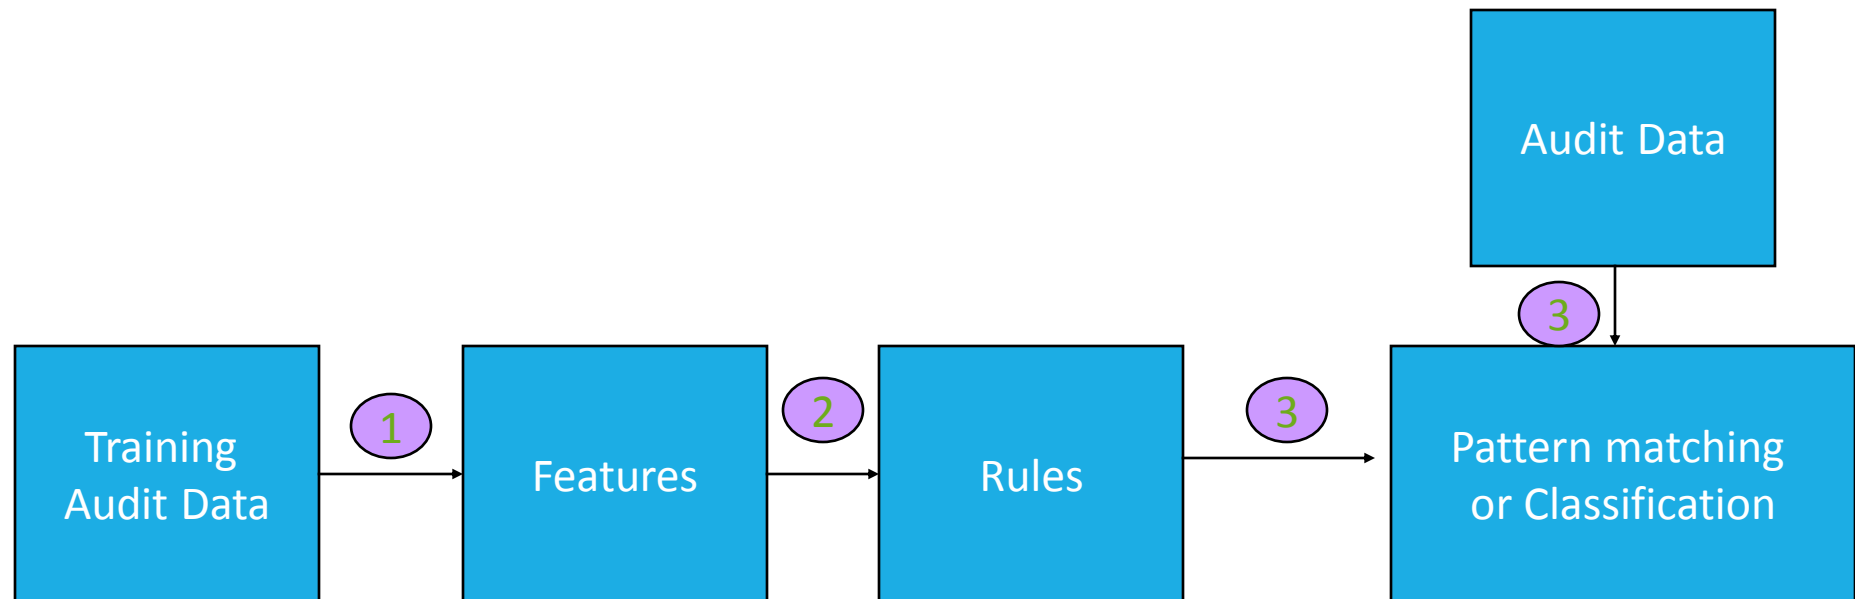 Audit Data
3
Training
Audit Data
1
Features
2
Rules
3
Pattern matching
or Classification